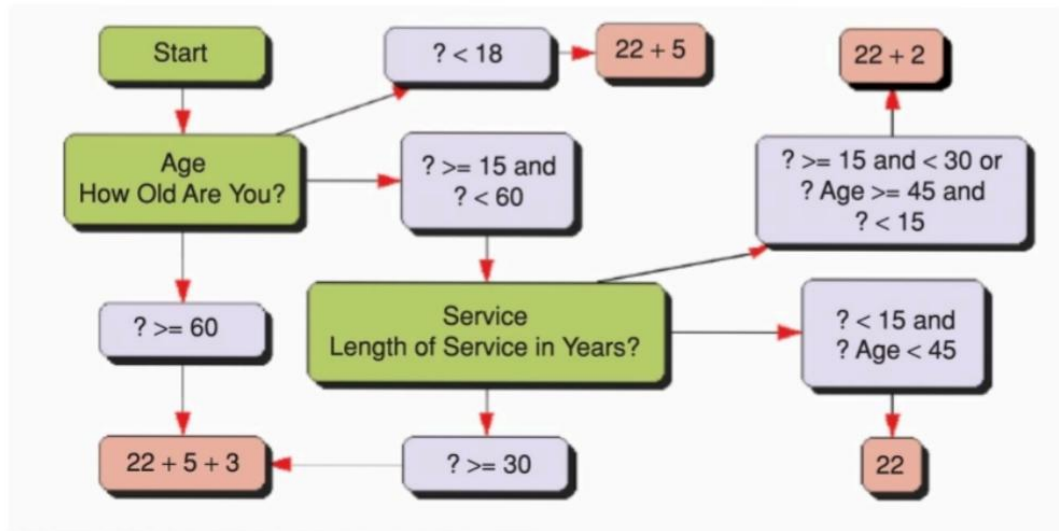 Start
? < 18
22 + 5
22 + 2
Age
How Old Are You?
? >= 15 and
? < 60
? >= 15 and < 30 or
? Age >= 45 and
? < 15
? >= 60
Service
Length of Service in Years?
? < 15 and
? Age < 45
22 + 5 + 3
? >= 30
22